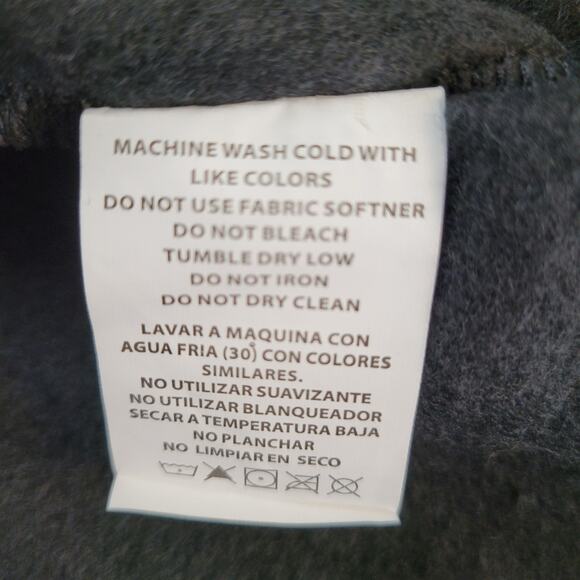 MACHINE WASH COLD WITH
LIKE COLORS
DO NOT USE FABRIC SOFTNER
DO NOT BLEACH
TUMBLE DRY LOW
DO NOT IRON
DO NOT DRY CLEAN
LAVAR A MAQUINA CON
AGUA FRIA (30°) CON COLORES
SIMILARES.
NO UTILIZAR SUAVIZANTE
NO UTILIZAR BLANQUEADOR
SECAR A TEMPERATURA BAJA
NO PLANCHAR
NO LIMPIAR EN SECO